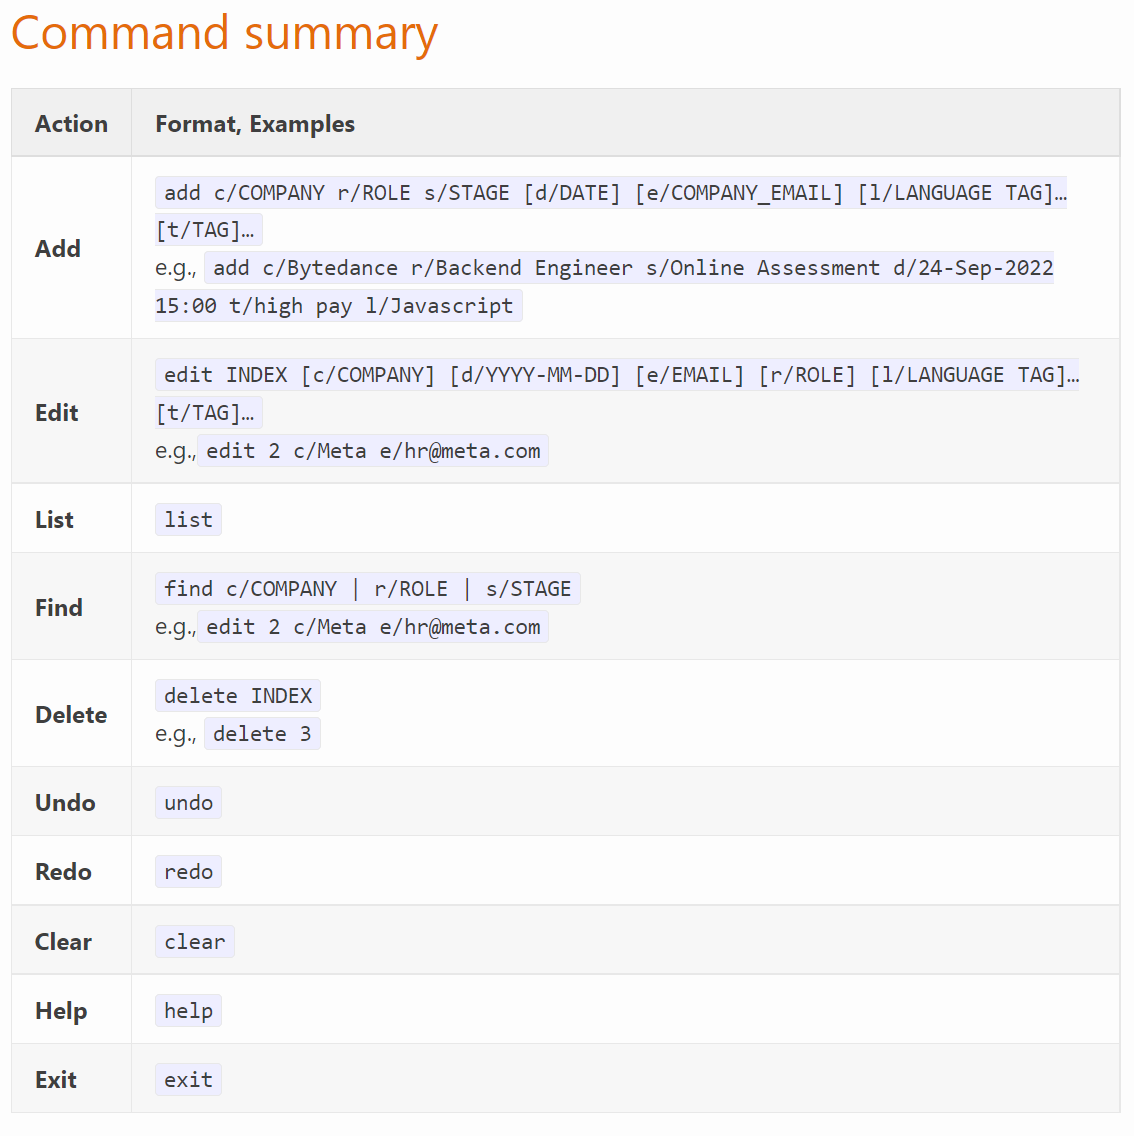 Command summary
Action Format, Examples
Add
add c/COMPANY r/ROLE s/STAGE [d/DATE] [e/COMPANY_EMAIL] [l/LANGUAGE TAG]…
[t/TAG]…
e.g., add c/Bytedance r/Backend Engineer s/Online Assessment d/24-Sep-2022
15:00 t/high pay l/Javascript
Edit
edit INDEX [c/COMPANY] [d/YYYY-MM-DD] [e/EMAIL] [r/ROLE] [l/LANGUAGE TAG]…
[t/TAG]…
e.g., edit 2 c/Meta e/hr@meta.com
List list
Find
find c/COMPANY | r/ROLE | s/STAGE
e.g., edit 2 c/Meta e/hr@meta.com
Delete
delete INDEX
e.g., delete 3
Undo undo
Redo redo
Clear clear
Help help
Exit exit